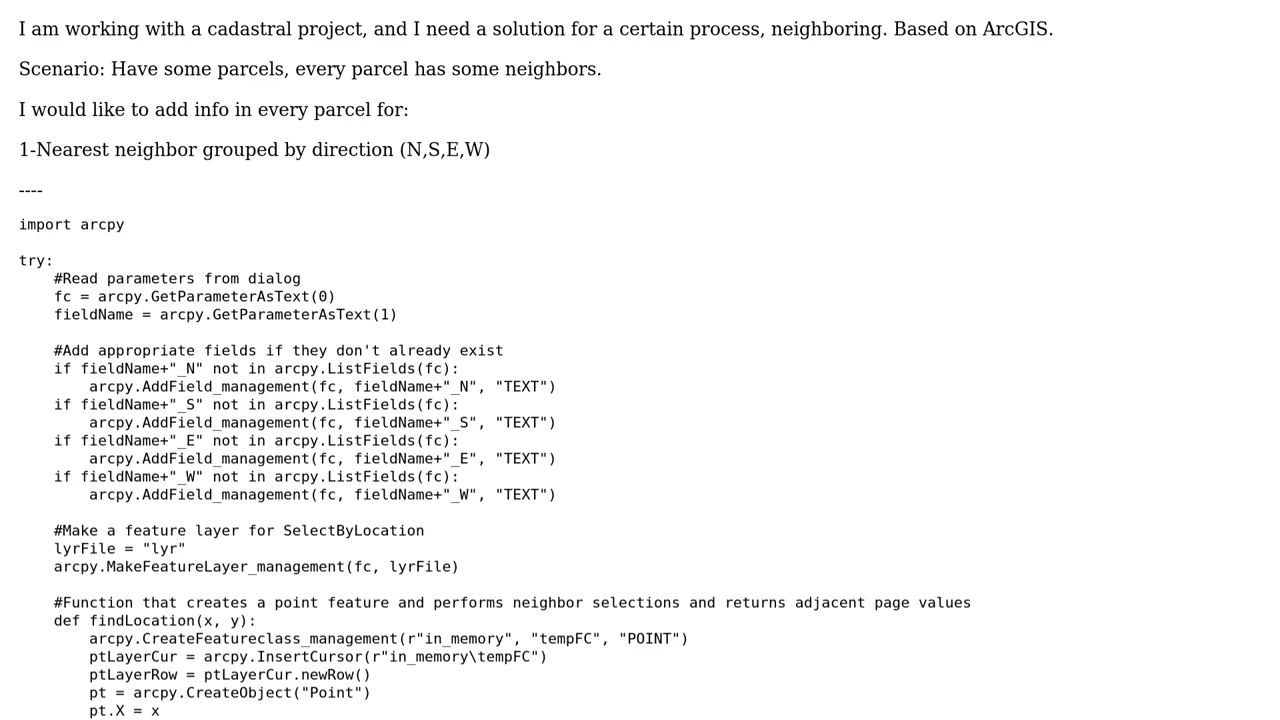 I am working with a cadastral project, and I need a solution for a certain process, neighboring. Based on ArcGIS.
Scenario: Have some parcels, every parcel has some neighbors.
I would like to add info in every parcel for:
1-Nearest neighbor grouped by direction (N,S,E,W)
----
import arcpy
try:
    #Read parameters from dialog
    fc = arcpy.GetParameterAsText(0)
    fieldName = arcpy.GetParameterAsText(1)
    #Add appropriate fields if they don't already exist
    if fieldName+"_N" not in arcpy.ListFields(fc):
        arcpy.AddField_management(fc, fieldName+"_N", "TEXT")
    if fieldName+"_S" not in arcpy.ListFields(fc):
        arcpy.AddField_management(fc, fieldName+"_S", "TEXT")
    if fieldName+"_E" not in arcpy.ListFields(fc):
        arcpy.AddField_management(fc, fieldName+"_E", "TEXT")
    if fieldName+"_W" not in arcpy.ListFields(fc):
        arcpy.AddField_management(fc, fieldName+"_W", "TEXT")
    #Make a feature layer for SelectByLocation
    lyrFile = "lyr"
    arcpy.MakeFeatureLayer_management(fc, lyrFile)
    #Function that creates a point feature and performs neighbor selections and returns adjacent page values
    def findLocation(x, y):
        arcpy.CreateFeatureclass_management(r"in_memory", "tempFC", "POINT")
        ptLayerCur = arcpy.InsertCursor(r"in_memory\tempFC")
        ptLayerRow = ptLayerCur.newRow()
        pt = arcpy.CreateObject("Point")
        pt.X = x